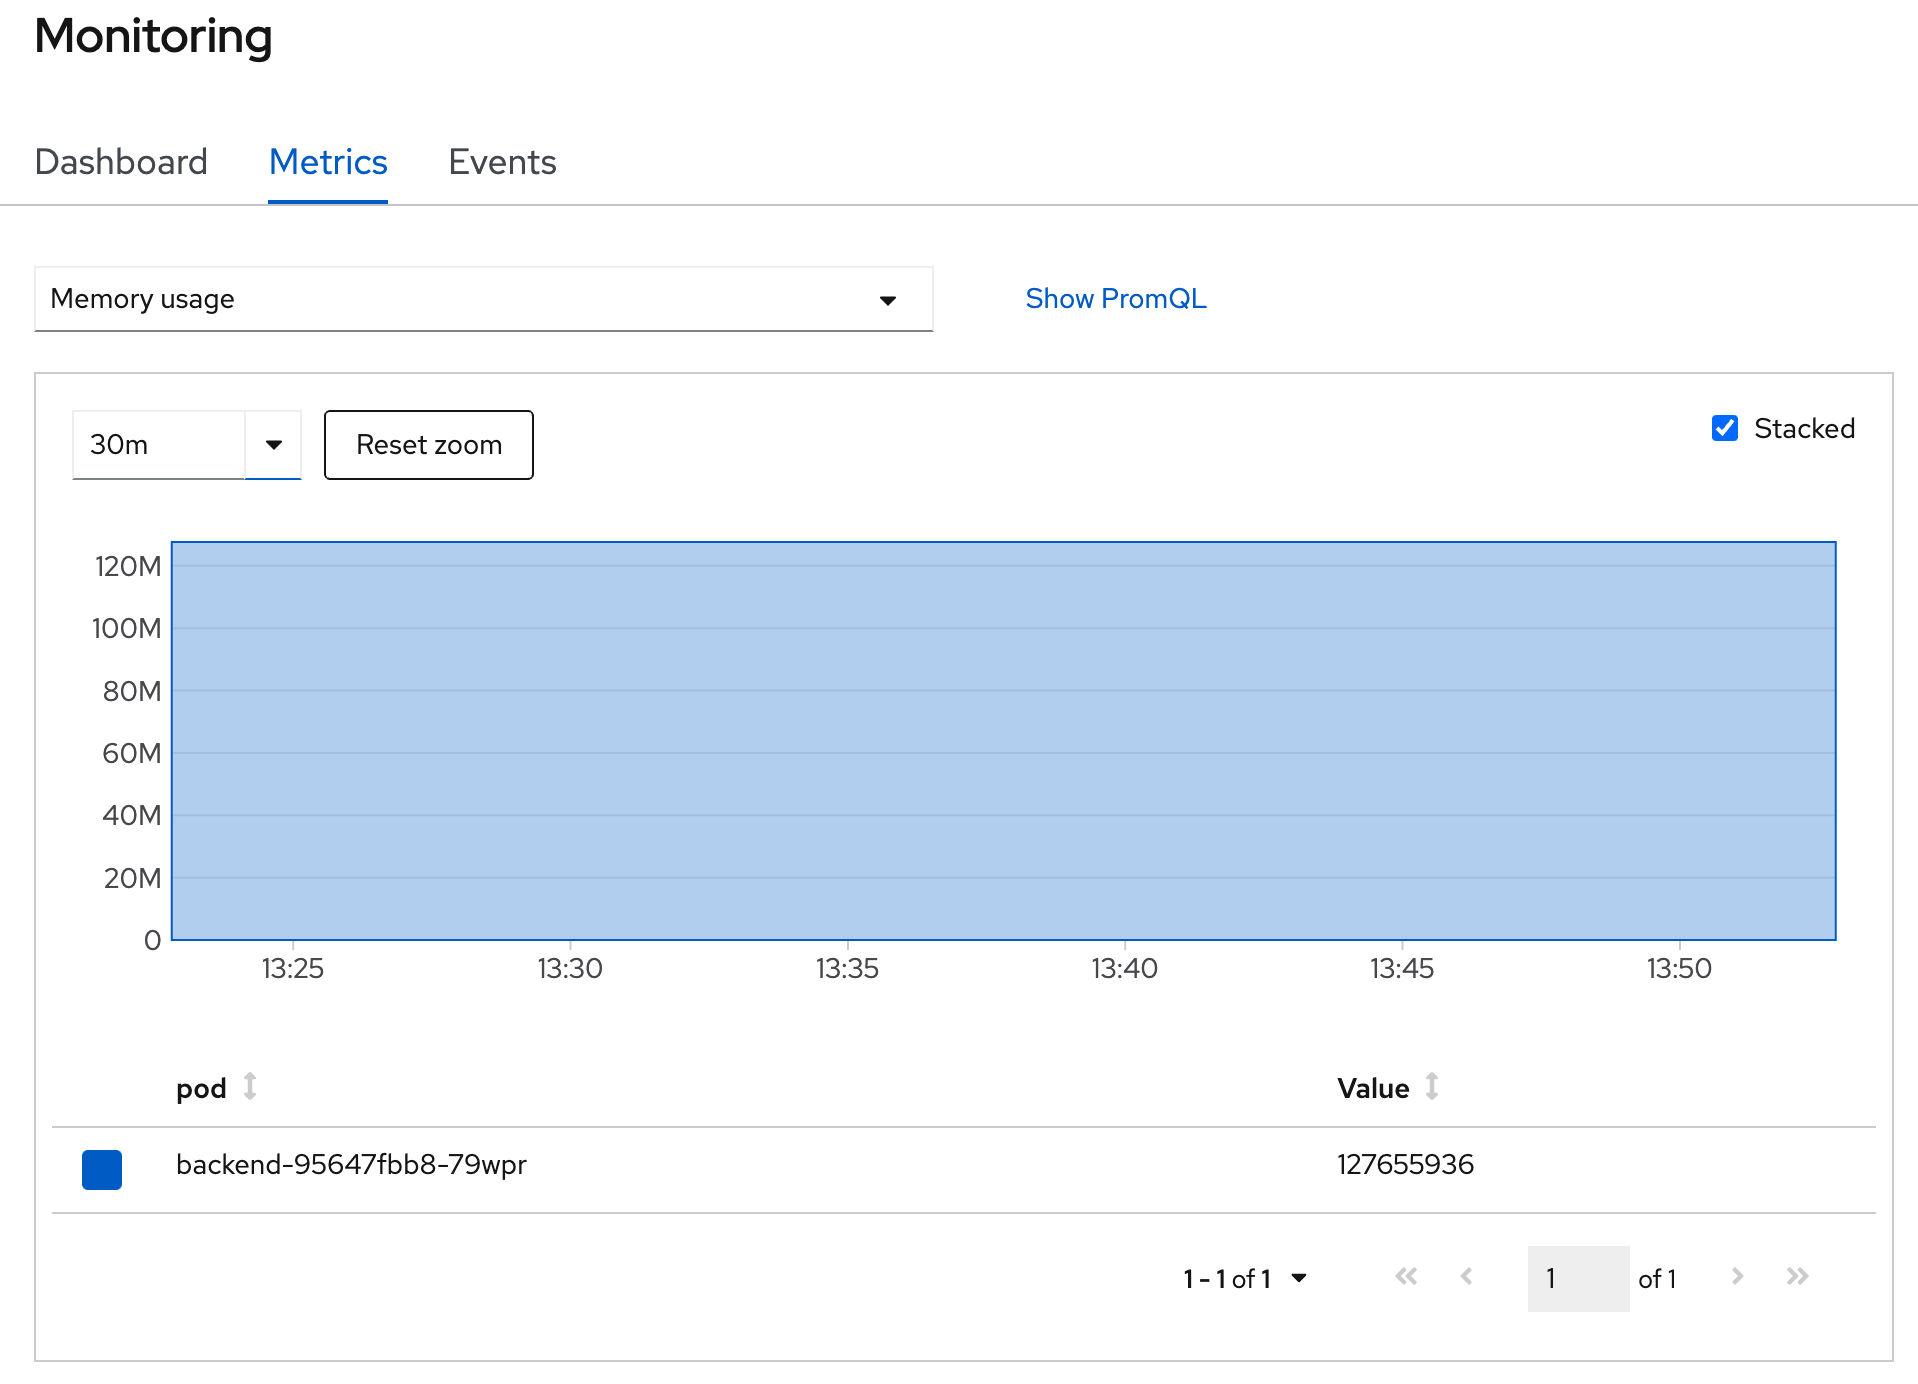 Monitoring
Dashboard Metrics Events
Memory usage Show PromQL
30m Reset zoom Stacked
120M
100M
80M
60M
40M
20M
0
13:25 13:30 13:35 13:40 13:45 13:50
pod Value
backend-95647fbb8-79wpr 127655936
1 - 1 of 1 1 of 1